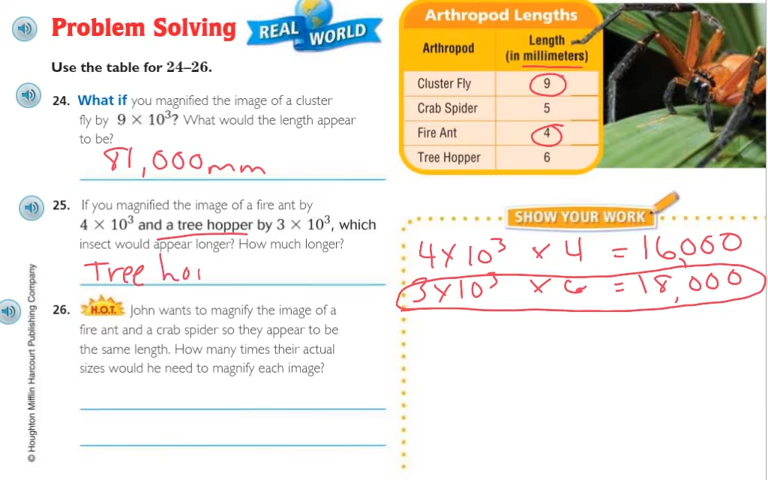 Problem Solving
REAL WORLD
Use the table for 24–26.
24. What if you magnified the image of a cluster
fly by 9 × 10³? What would the length appear
to be?
81,000 mm
25. If you magnified the image of a fire ant by
4 × 10³ and a tree hopper by 3 × 10³, which
insect would appear longer? How much longer?
Tree ho
26. H.O.T. John wants to magnify the image of a
fire ant and a crab spider so they appear to be
the same length. How many times their actual
sizes would he need to magnify each image?
© Houghton Mifflin Harcourt Publishing Company
Arthropod Lengths
Arthropod Length (in millimeters)
Cluster Fly 9
Crab Spider 5
Fire Ant 4
Tree Hopper 6
SHOW YOUR WORK
4 × 10³ × 4 = 16,000
3 × 10³ × 6 = 18,000